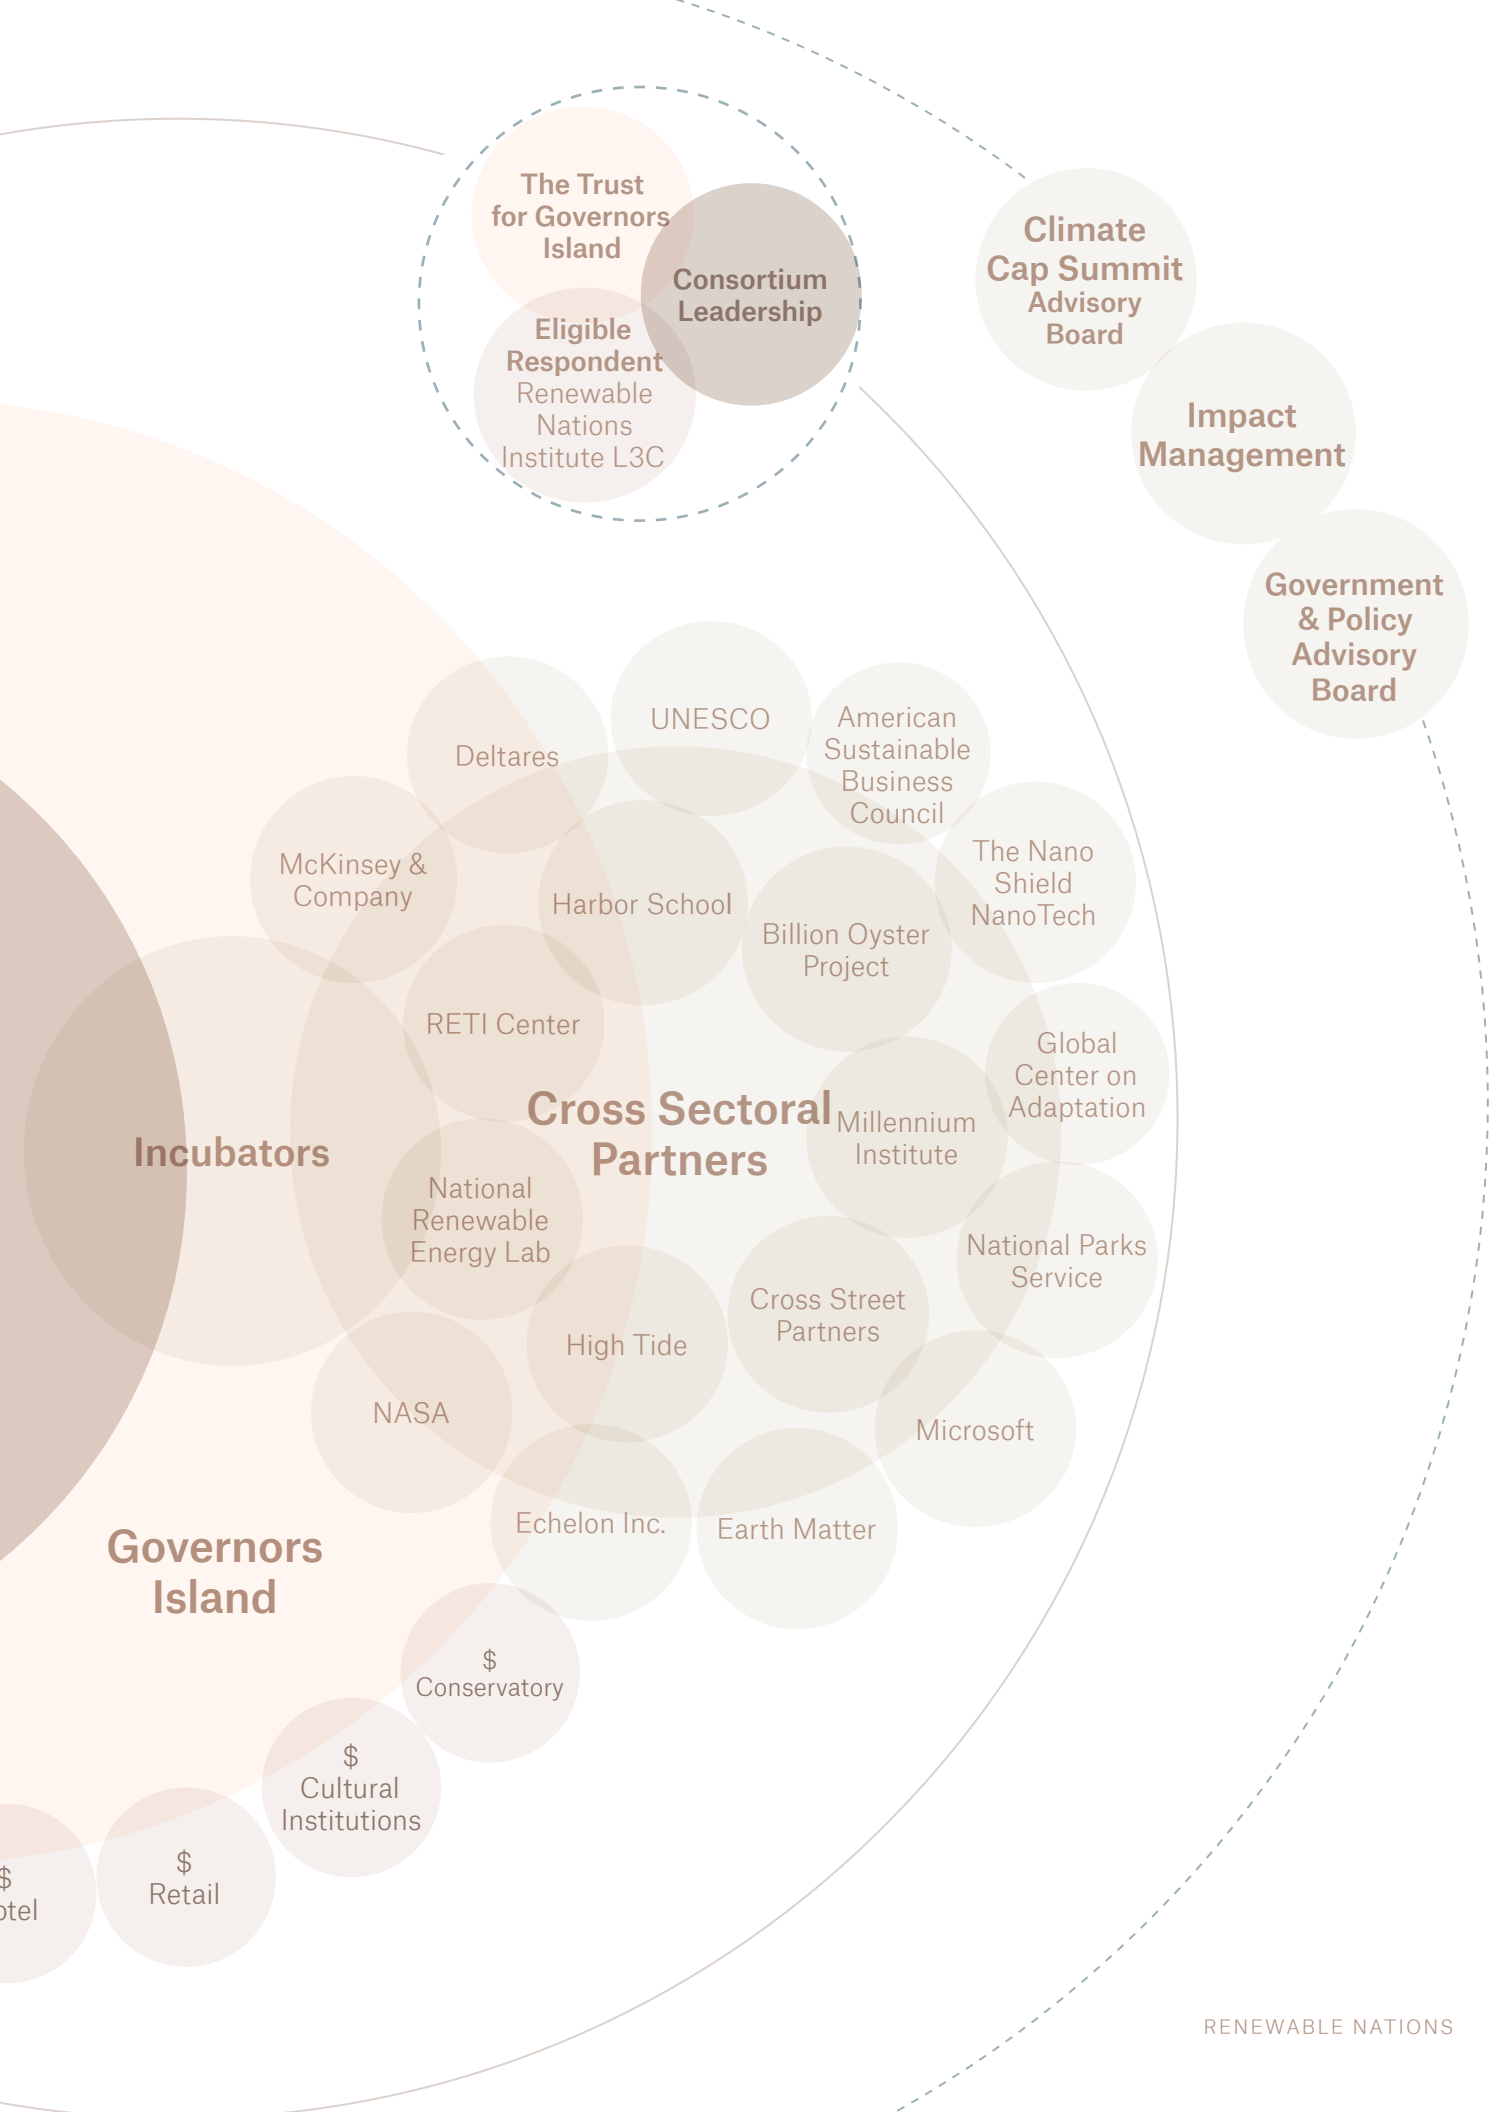 The Trust
for Governors
Island
Consortium
Leadership
Eligible
Respondent
Renewable
Nations
Institute L3C
Climate
Cap Summit
Advisory
Board
Impact
Management
Government
& Policy
Advisory
Board
UNESCO
Deltares
American
Sustainable
Business
Council
McKinsey &
Company
Harbor School
The Nano
Shield
NanoTech
Billion Oyster
Project
RETI Center
Global
Center on
Adaptation
Cross Sectoral
Partners
Millennium
Institute
Incubators
National
Renewable
Energy Lab
National Parks
Service
Cross Street
Partners
High Tide
NASA
Microsoft
Echelon Inc.
Earth Matter
Governors
Island
$
Conservatory
$
Cultural
Institutions
$
Retail
$
otel
RENEWABLE NATIONS